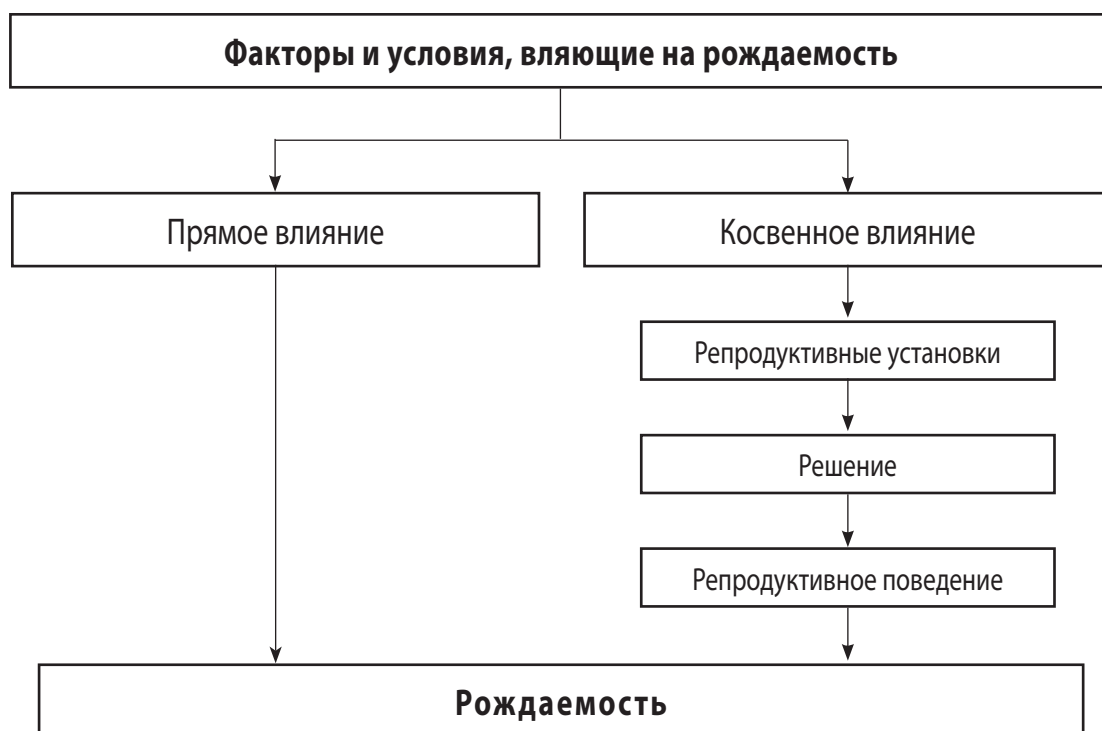 Факторы и условия, вляющие на рождаемость
Прямое влияние
Косвенное влияние
Репродуктивные установки
Решение
Репродуктивное поведение
Рождаемость